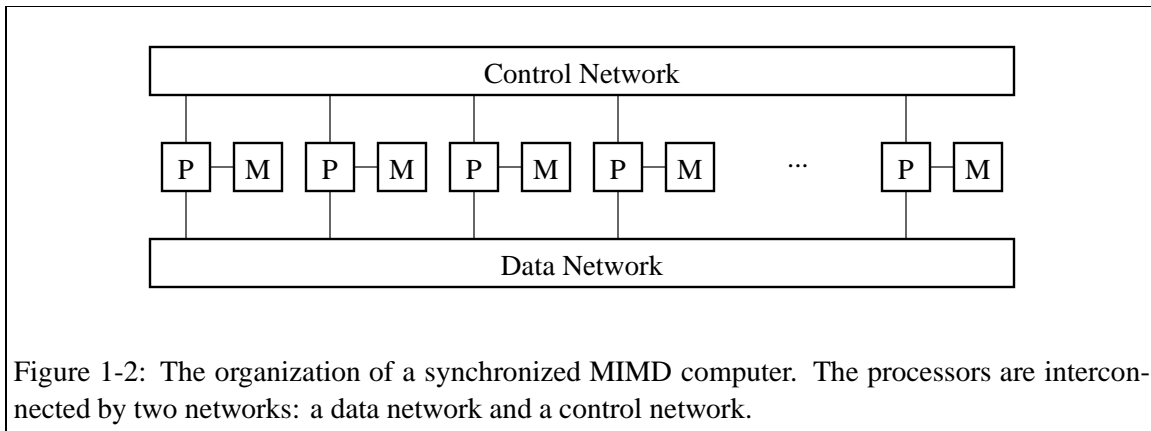 Control Network
P M P M P M P M ... P M
Data Network
Figure 1-2: The organization of a synchronized MIMD computer. The processors are intercon-
nected by two networks: a data network and a control network.